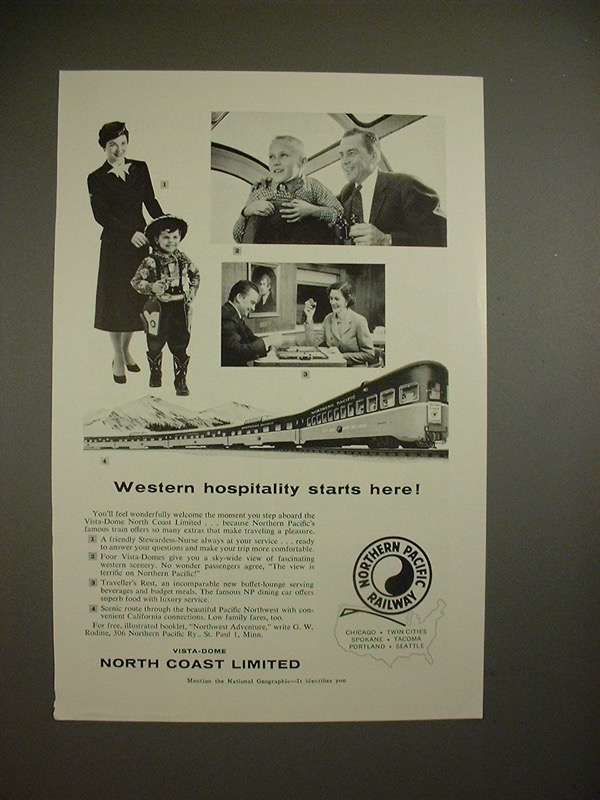 1
2
3
NORTHERN PACIFIC
4
Western hospitality starts here!
You'll feel wonderfully welcome the moment you step aboard the
Vista-Dome North Coast Limited . . . because Northern Pacific's
famous train offers so many extras that make traveling a pleasure.
1 A friendly Stewardess-Nurse always at your service . . . ready
to answer your questions and make your trip more comfortable.
2 Four Vista-Domes give you a sky-wide view of fascinating
western scenery. No wonder passengers agree, "The view is
terrific on Northern Pacific!"
3 Traveller's Rest, an incomparable new buffet-lounge serving
beverages and budget meals. The famous NP dining car offers
superb food with luxury service.
4 Scenic route through the beautiful Pacific Northwest with con-
venient California connections. Low family fares, too.
For free, illustrated booklet, "Northwest Adventure," write G. W.
Rodine, 306 Northern Pacific Ry., St. Paul 1, Minn.
VISTA-DOME
NORTH COAST LIMITED
NORTHERN PACIFIC
RAILWAY
CHICAGO • TWIN CITIES
SPOKANE • TACOMA
PORTLAND • SEATTLE
Mention the National Geographic—It identifies you